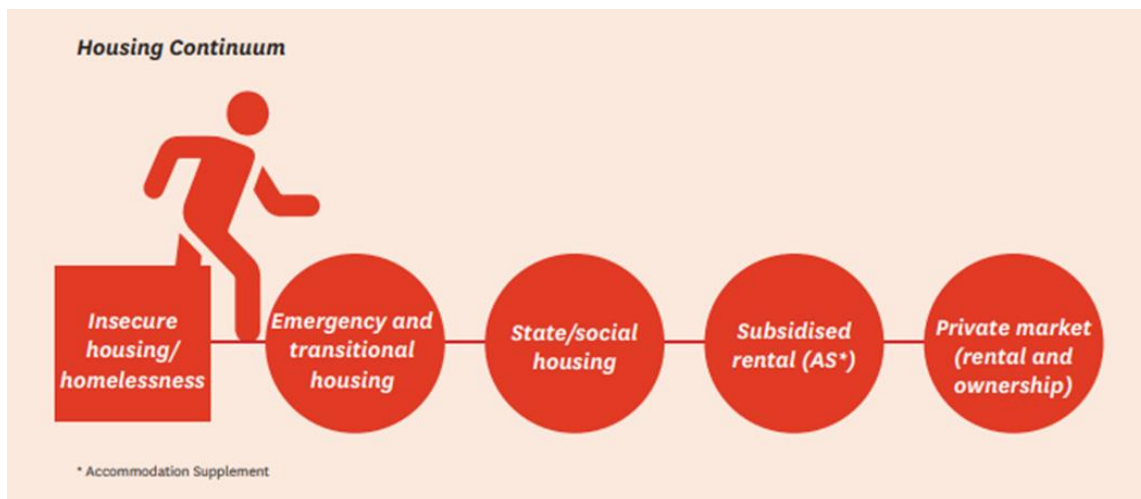 Housing Continuum
Insecure
housing/
homelessness
Emergency and
transitional
housing
State/social
housing
Subsidised
rental (AS*)
Private market
(rental and
ownership)
* Accommodation Supplement